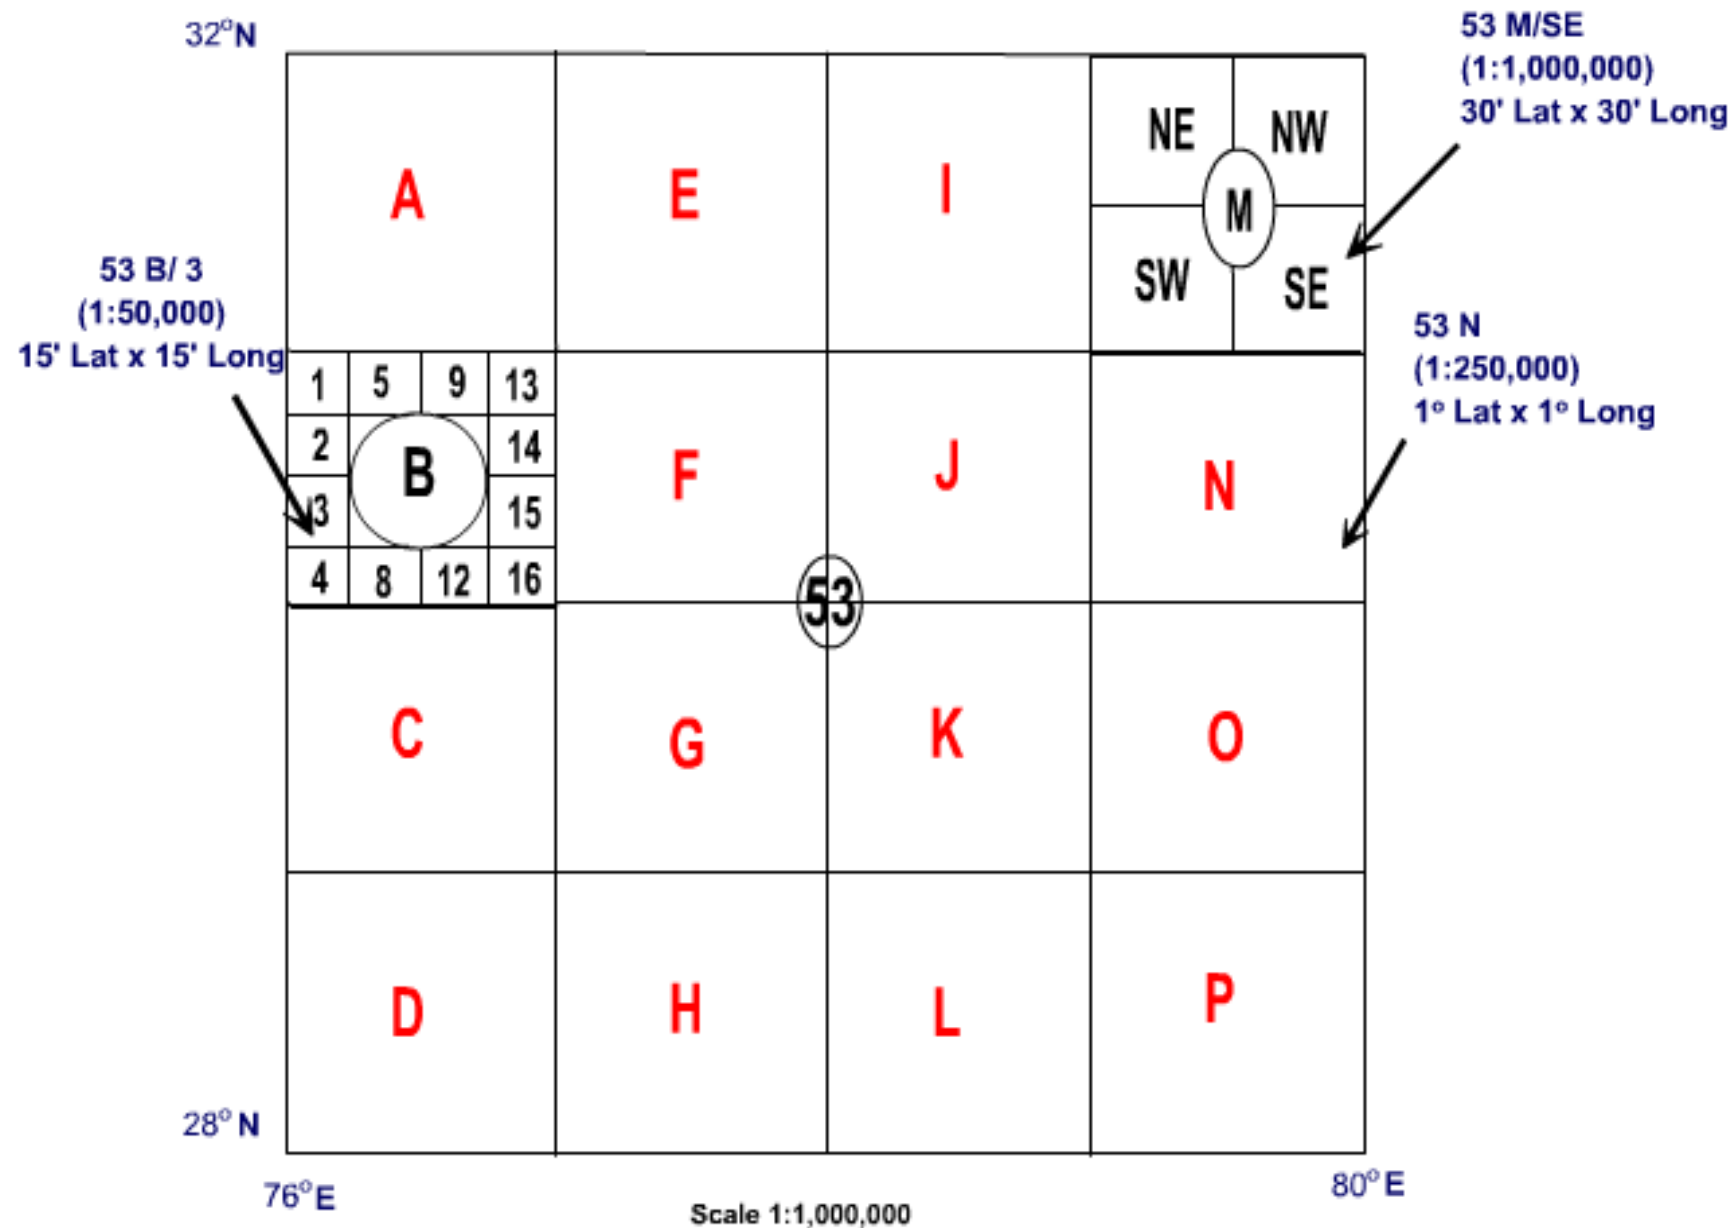 32°N
53 M/SE
(1:1,000,000)
30' Lat x 30' Long
NE NW
A E I M
SW SE
53 B/ 3
(1:50,000)
15' Lat x 15' Long
53 N
(1:250,000)
1° Lat x 1° Long
1 5 9 13
2 14
B F J N
3 15
4 8 12 16
53
C G K O
D H L P
28° N
76°E
80°E
Scale 1:1,000,000